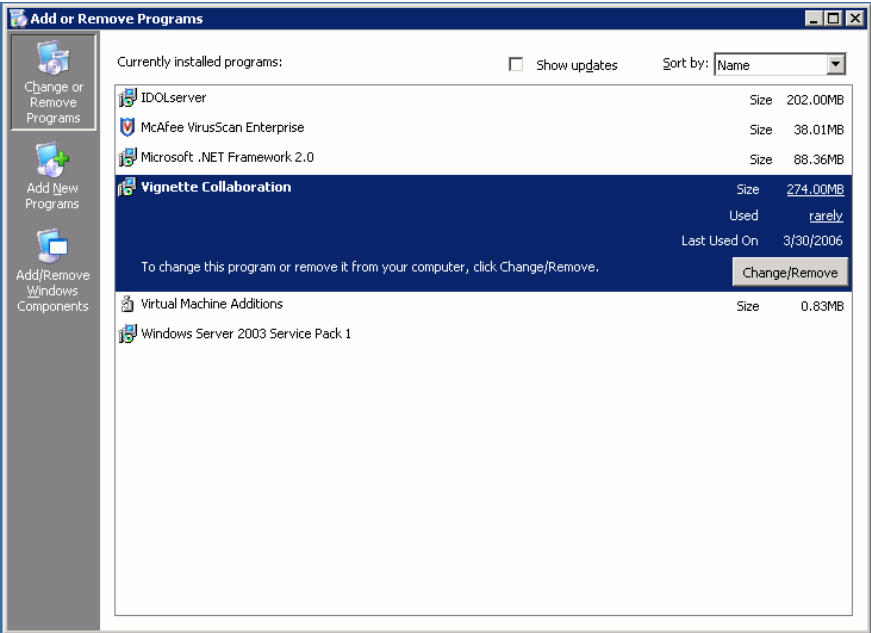 Add or Remove Programs
Change or
Remove
Programs
Add New
Programs
Add/Remove
Windows
Components
Currently installed programs:
Show updates
Sort by: Name
IDOLserver Size 202.00MB
McAfee VirusScan Enterprise Size 38.01MB
Microsoft .NET Framework 2.0 Size 88.36MB
Vignette Collaboration Size 274.00MB
Used rarely
Last Used On 3/30/2006
To change this program or remove it from your computer, click Change/Remove. Change/Remove
Virtual Machine Additions Size 0.83MB
Windows Server 2003 Service Pack 1